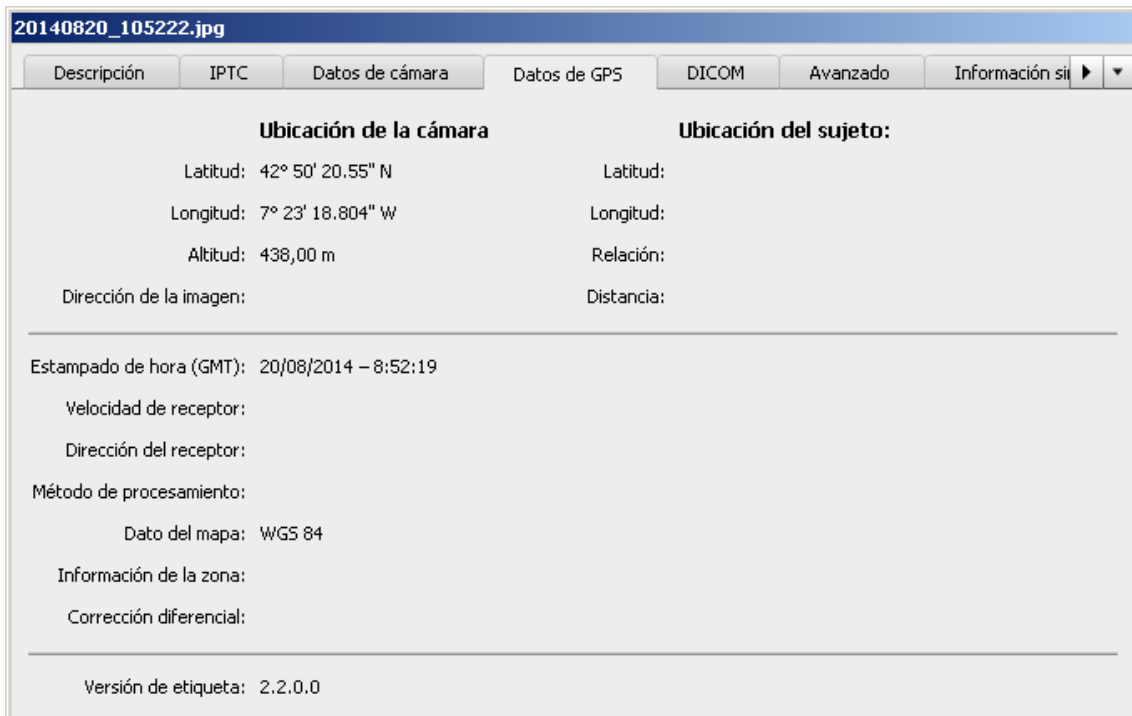 20140820_105222.jpg
Descripción IPTC Datos de cámara Datos de GPS DICOM Avanzado Información sin
Ubicación de la cámara Ubicación del sujeto:
Latitud: 42° 50' 20.55" N Latitud:
Longitud: 7° 23' 18.804" W Longitud:
Altitud: 438,00 m Relación:
Dirección de la imagen: Distancia:
Estampado de hora (GMT): 20/08/2014 – 8:52:19
Velocidad de receptor:
Dirección del receptor:
Método de procesamiento:
Dato del mapa: WGS 84
Información de la zona:
Corrección diferencial:
Versión de etiqueta: 2.2.0.0